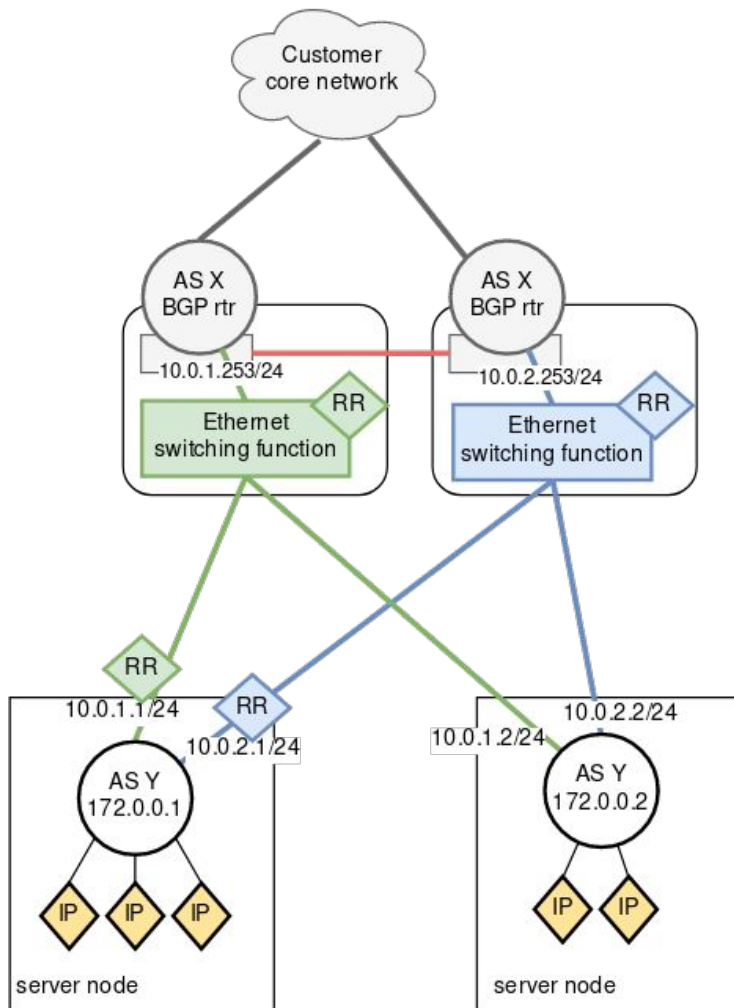 Customer
core network
AS X
BGP rtr
AS X
BGP rtr
10.0.1.253/24
10.0.2.253/24
RR
RR
Ethernet
switching function
Ethernet
switching function
RR
RR
10.0.1.1/24
10.0.2.1/24
10.0.1.2/24
10.0.2.2/24
AS Y
172.0.0.1
AS Y
172.0.0.2
IP
IP
IP
IP
IP
server node
server node